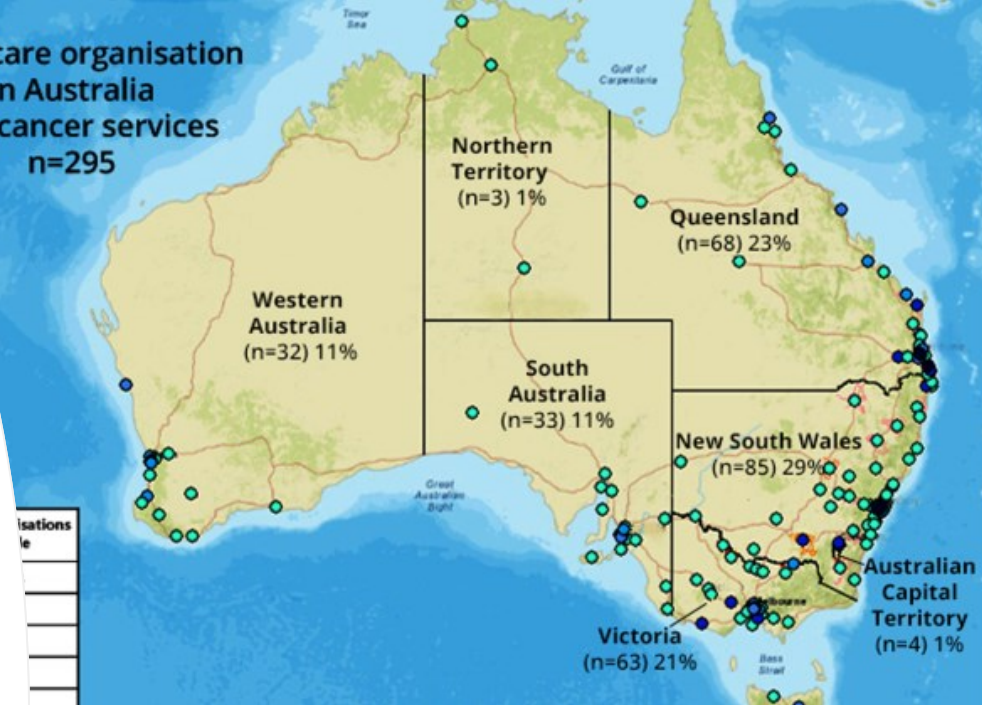 care organisation
n Australia
cancer services
n=295
Timor
Sea
Gulf of
Carpentaria
Northern
Territory
(n=3) 1%
Queensland
(n=68) 23%
Western
Australia
(n=32) 11%
South
Australia
(n=33) 11%
New South Wales
(n=85) 29%
Great
Australian
Bight
isations
le
Australian
Capital
Territory
(n=4) 1%
elbourne
Victoria
(n=63) 21%
Bass
Strait